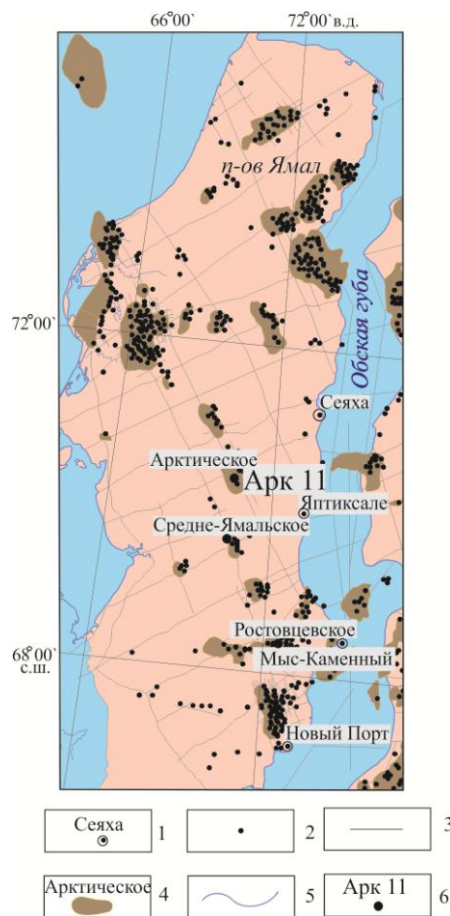 66°00'
72°00' в.д.
п-ов Ямал
Обская губа
72°00'
Сеяха
Арктическое
Арк 11
Яптиксале
Средне-Ямальское
Ростовцевское
68°00'
с.ш.
Мыс-Каменный
Новый Порт
Сеяха
1
2
3
Арктическое
4
5
Арк 11
6